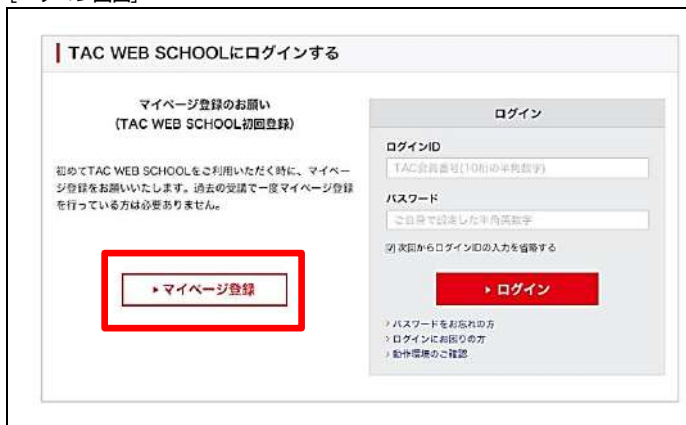 TAC WEB SCHOOLにログインする
マイページ登録のお願い
(TAC WEB SCHOOL初回登録)
初めてTAC WEB SCHOOLをご利用いただく時に、マイペー
ジ登録をお願いいたします。過去の受講で一度マイページ登録
を行っている方は必要ありません。
マイページ登録
ログイン
ログインID
TAC会員番号(10桁の半角数字)
パスワード
ご自身で設定した半角英数字
次回からログインIDの入力を省略する
ログイン
パスワードをお忘れの方
ログインにお困りの方
動作環境のご確認